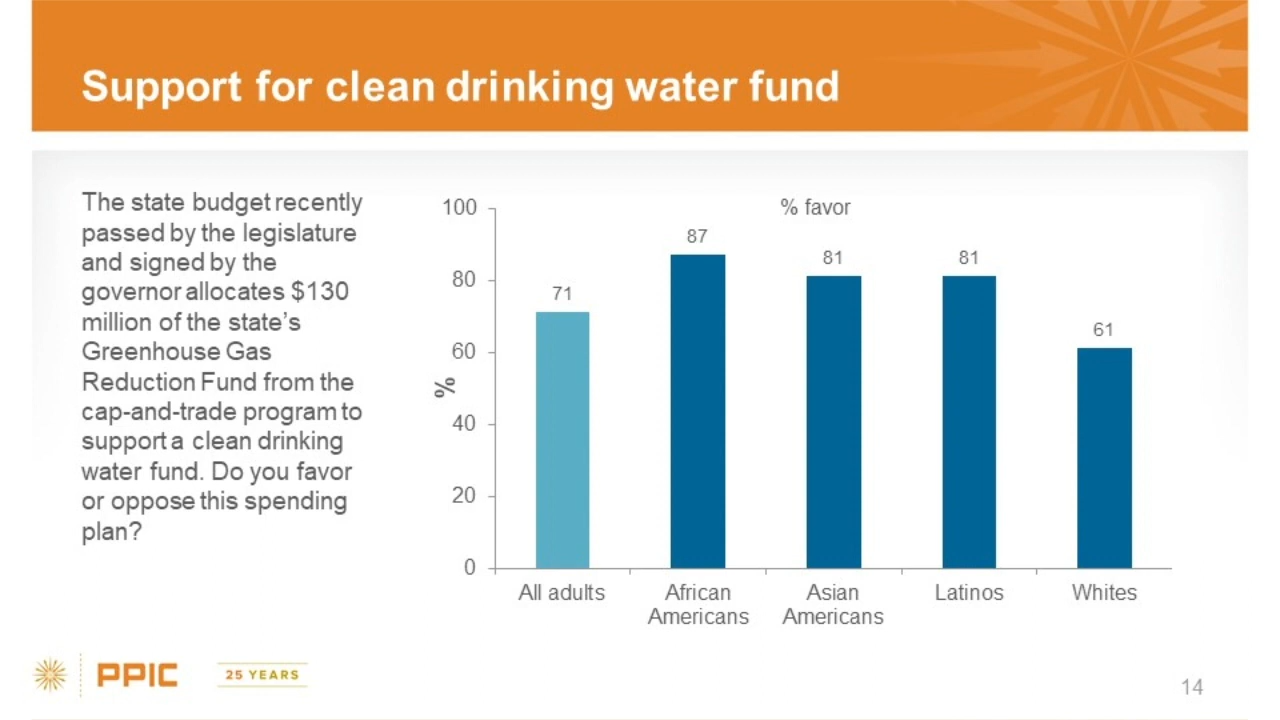 Support for clean drinking water fund
The state budget recently
passed by the legislature
and signed by the
governor allocates $130
million of the state’s
Greenhouse Gas
Reduction Fund from the
cap-and-trade program to
support a clean drinking
water fund. Do you favor
or oppose this spending
plan?
% favor
100
80
60
40
20
0
%
71
87
81
81
61
All adults
African
Americans
Asian
Americans
Latinos
Whites
PPIC
25 YEARS
14